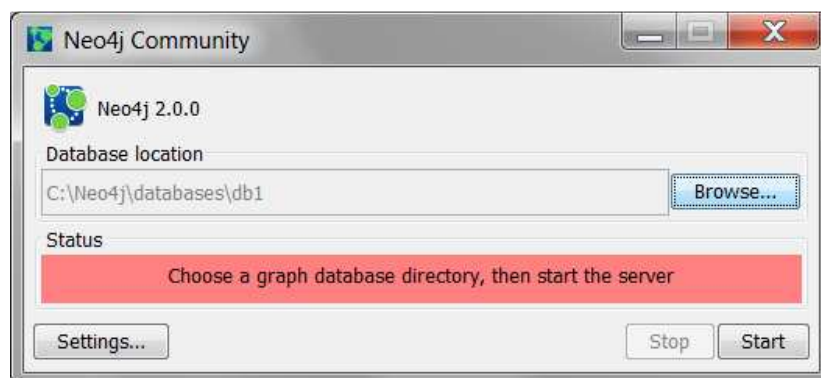 Neo4j Community
Neo4j 2.0.0
Database location
C:\Neo4j\databases\db1
Browse...
Status
Choose a graph database directory, then start the server
Settings...
Stop
Start